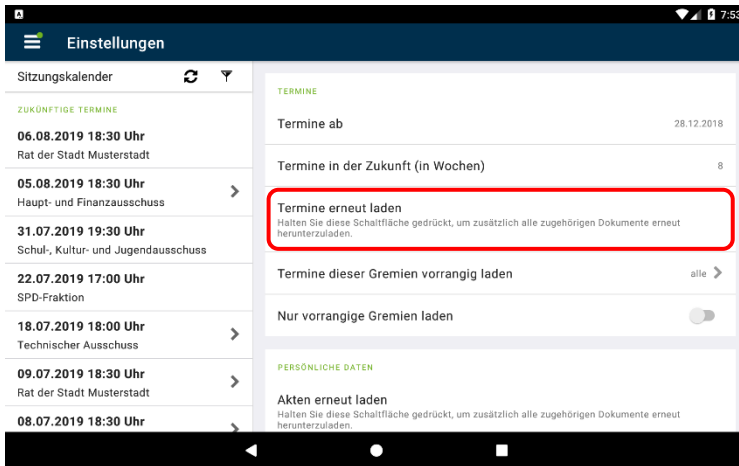 7:53
Einstellungen
Sitzungskalender
ZUKÜNFTIGE TERMINE
06.08.2019 18:30 Uhr
Rat der Stadt Musterstadt
05.08.2019 18:30 Uhr
Haupt- und Finanzausschuss
31.07.2019 19:30 Uhr
Schul-, Kultur- und Jugendausschuss
22.07.2019 17:00 Uhr
SPD-Fraktion
18.07.2019 18:00 Uhr
Technischer Ausschuss
09.07.2019 18:30 Uhr
Rat der Stadt Musterstadt
08.07.2019 18:30 Uhr
TERMINE
Termine ab 28.12.2018
Termine in der Zukunft (in Wochen) 8
Termine erneut laden
Halten Sie diese Schaltfläche gedrückt, um zusätzlich alle zugehörigen Dokumente erneut
herunterzuladen.
Termine dieser Gremien vorrangig laden alle
Nur vorrangige Gremien laden
PERSÖNLICHE DATEN
Akten erneut laden
Halten Sie diese Schaltfläche gedrückt, um zusätzlich alle zugehörigen Dokumente erneut
herunterzuladen.